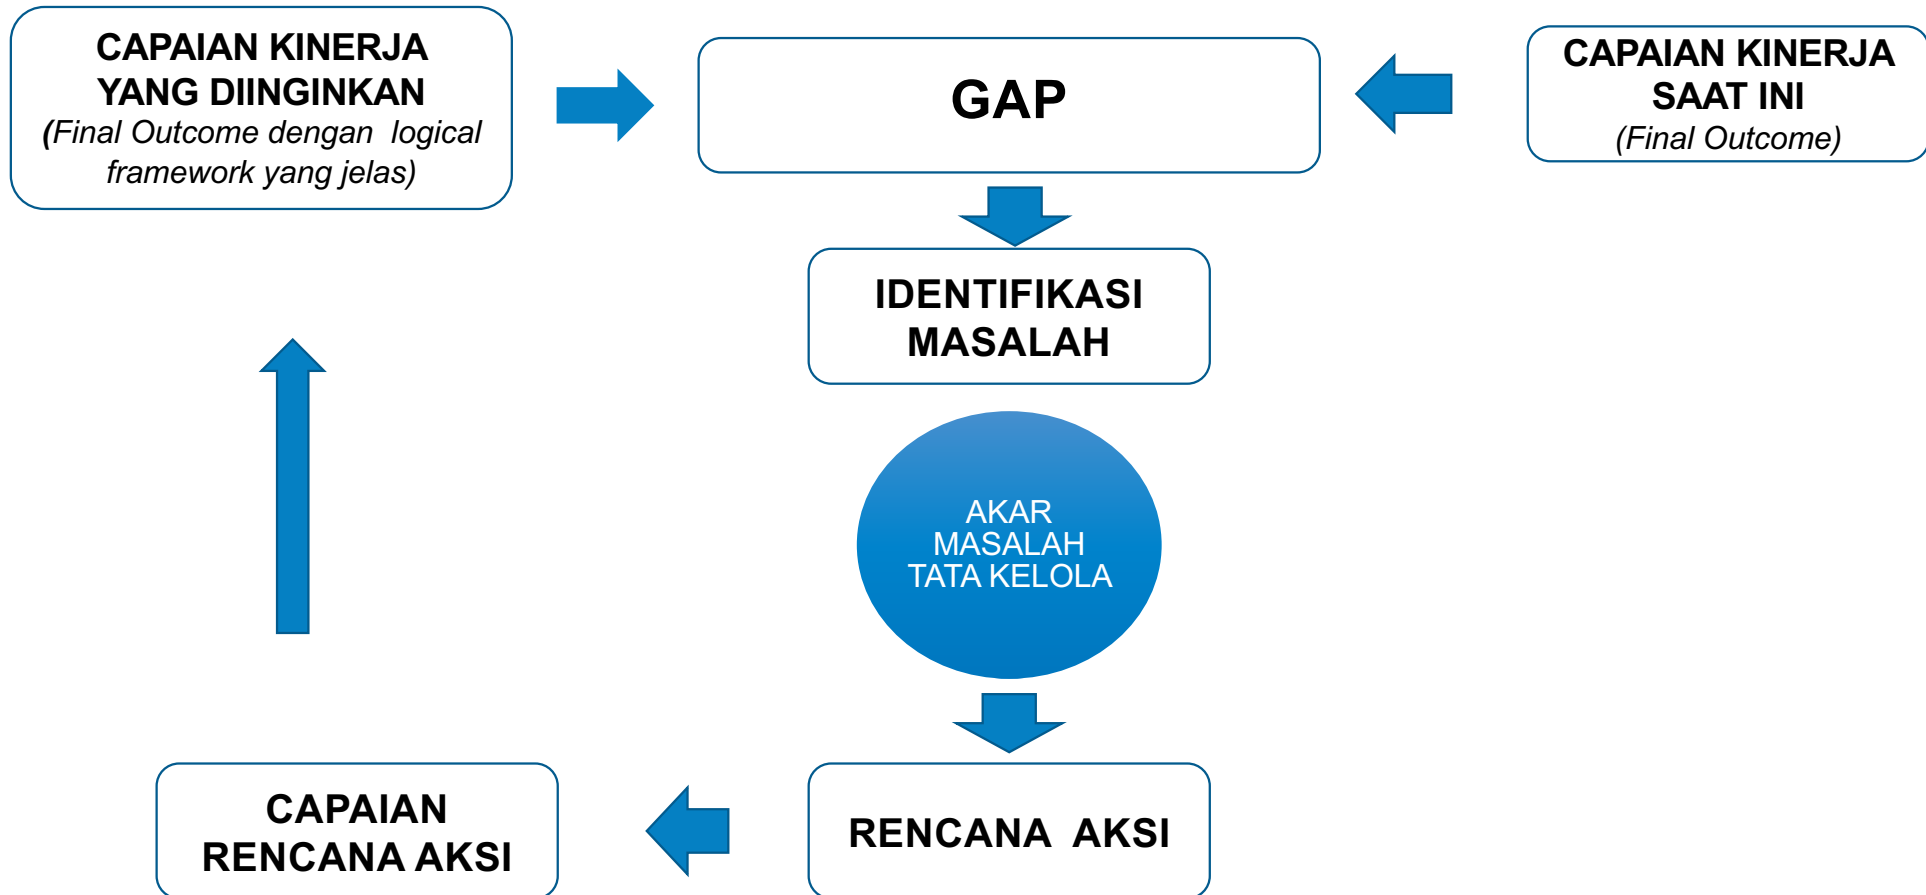 CAPAIAN KINERJA
YANG DIINGINKAN
(Final Outcome dengan logical
framework yang jelas)
GAP
CAPAIAN KINERJA
SAAT INI
(Final Outcome)
IDENTIFIKASI
MASALAH
AKAR
MASALAH
TATA KELOLA
CAPAIAN
RENCANA AKSI
RENCANA AKSI